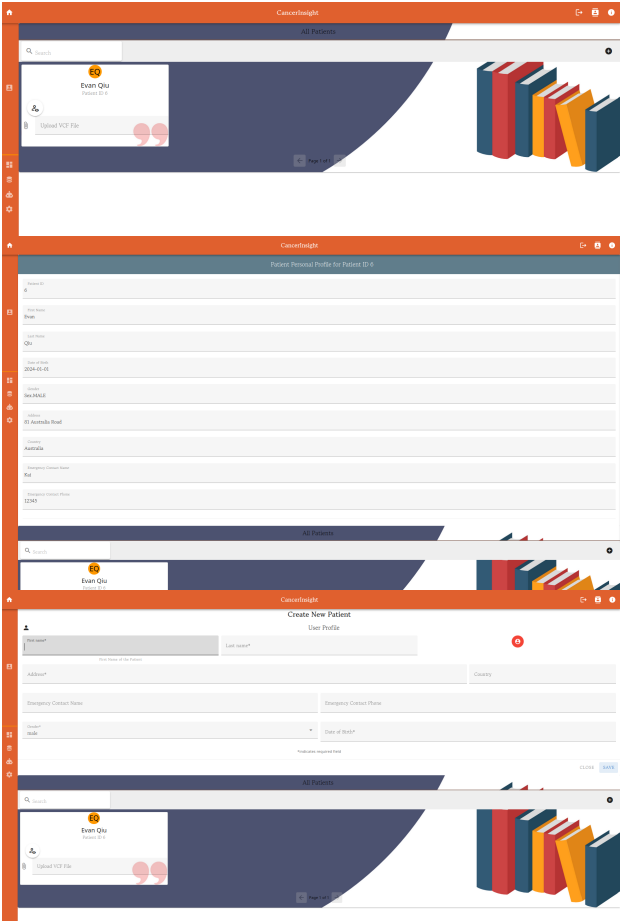 CancerInsight
All Patients
Search
EQ
Evan Qiu
Patient ID 6
Upload VCF File
Page 1 of 1
CancerInsight
Patient Personal Profile for Patient ID 6
Patient ID
6
First Name
Evan
Last Name
Qiu
Date of Birth
2024-01-01
Gender
Sex.MALE
Address
01 Australia Road
Country
Australia
Emergency Contact Name
Emergency Contact Phone
12345
All Patients
Search
EQ
Evan Qiu
Patient ID 6
CancerInsight
Create New Patient
User Profile
First name*
Last name*
First Name of the Patient
Address*
Country
Emergency Contact Name
Emergency Contact Phone
Gender*
male
Date of Birth*
*indicates required field
CLOSE SAVE
All Patients
Search
EQ
Evan Qiu
Patient ID 6
Upload VCF File
Page 1 of 1